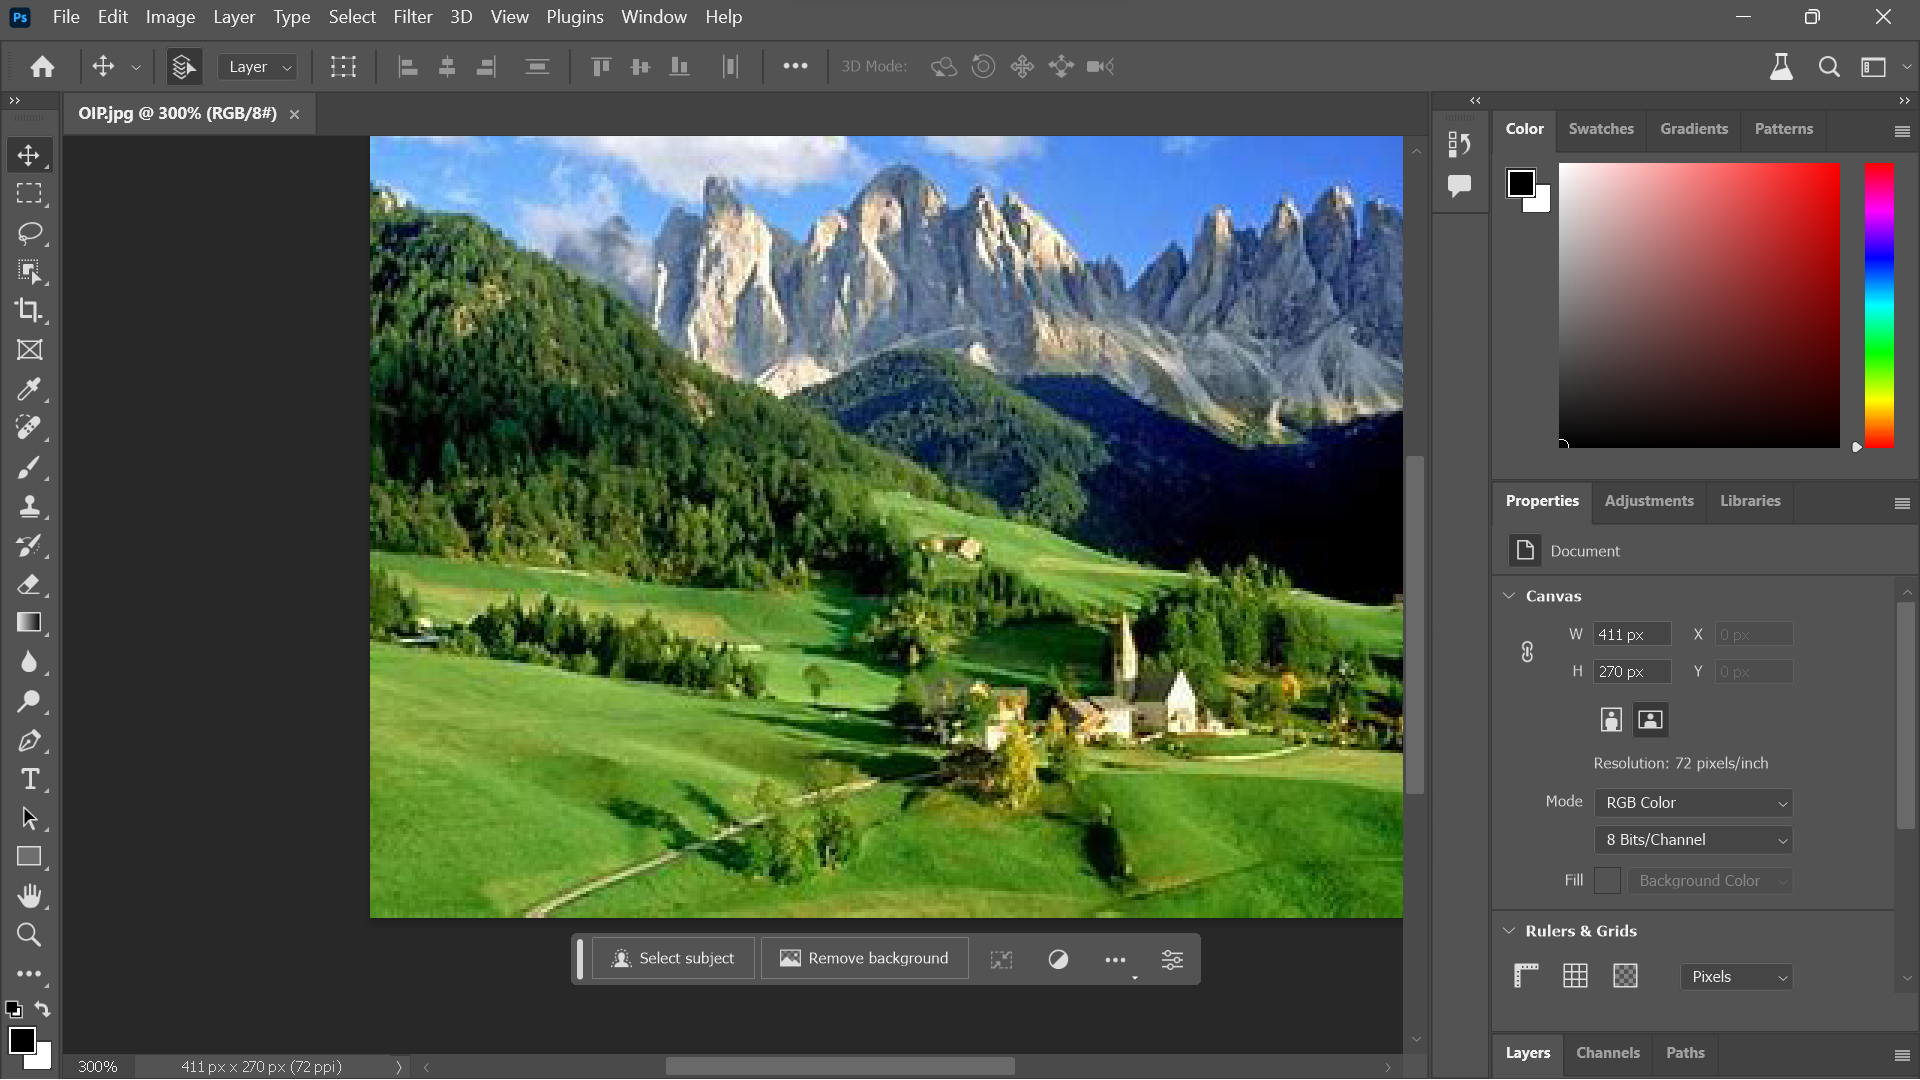 Ps File Edit Image Layer Type Select Filter 3D View Plugins Window Help
Layer 3D Mode:
OIP.jpg @ 300% (RGB/8#)
Color Swatches Gradients Patterns
Properties Adjustments Libraries
Document
Canvas
W 411 px X 0 px
H 270 px Y 0 px
Resolution: 72 pixels/inch
Mode RGB Color
8 Bits/Channel
Fill Background Color
Rulers & Grids
Pixels
Select subject Remove background
Layers Channels Paths
300% 411 px x 270 px (72 ppi)